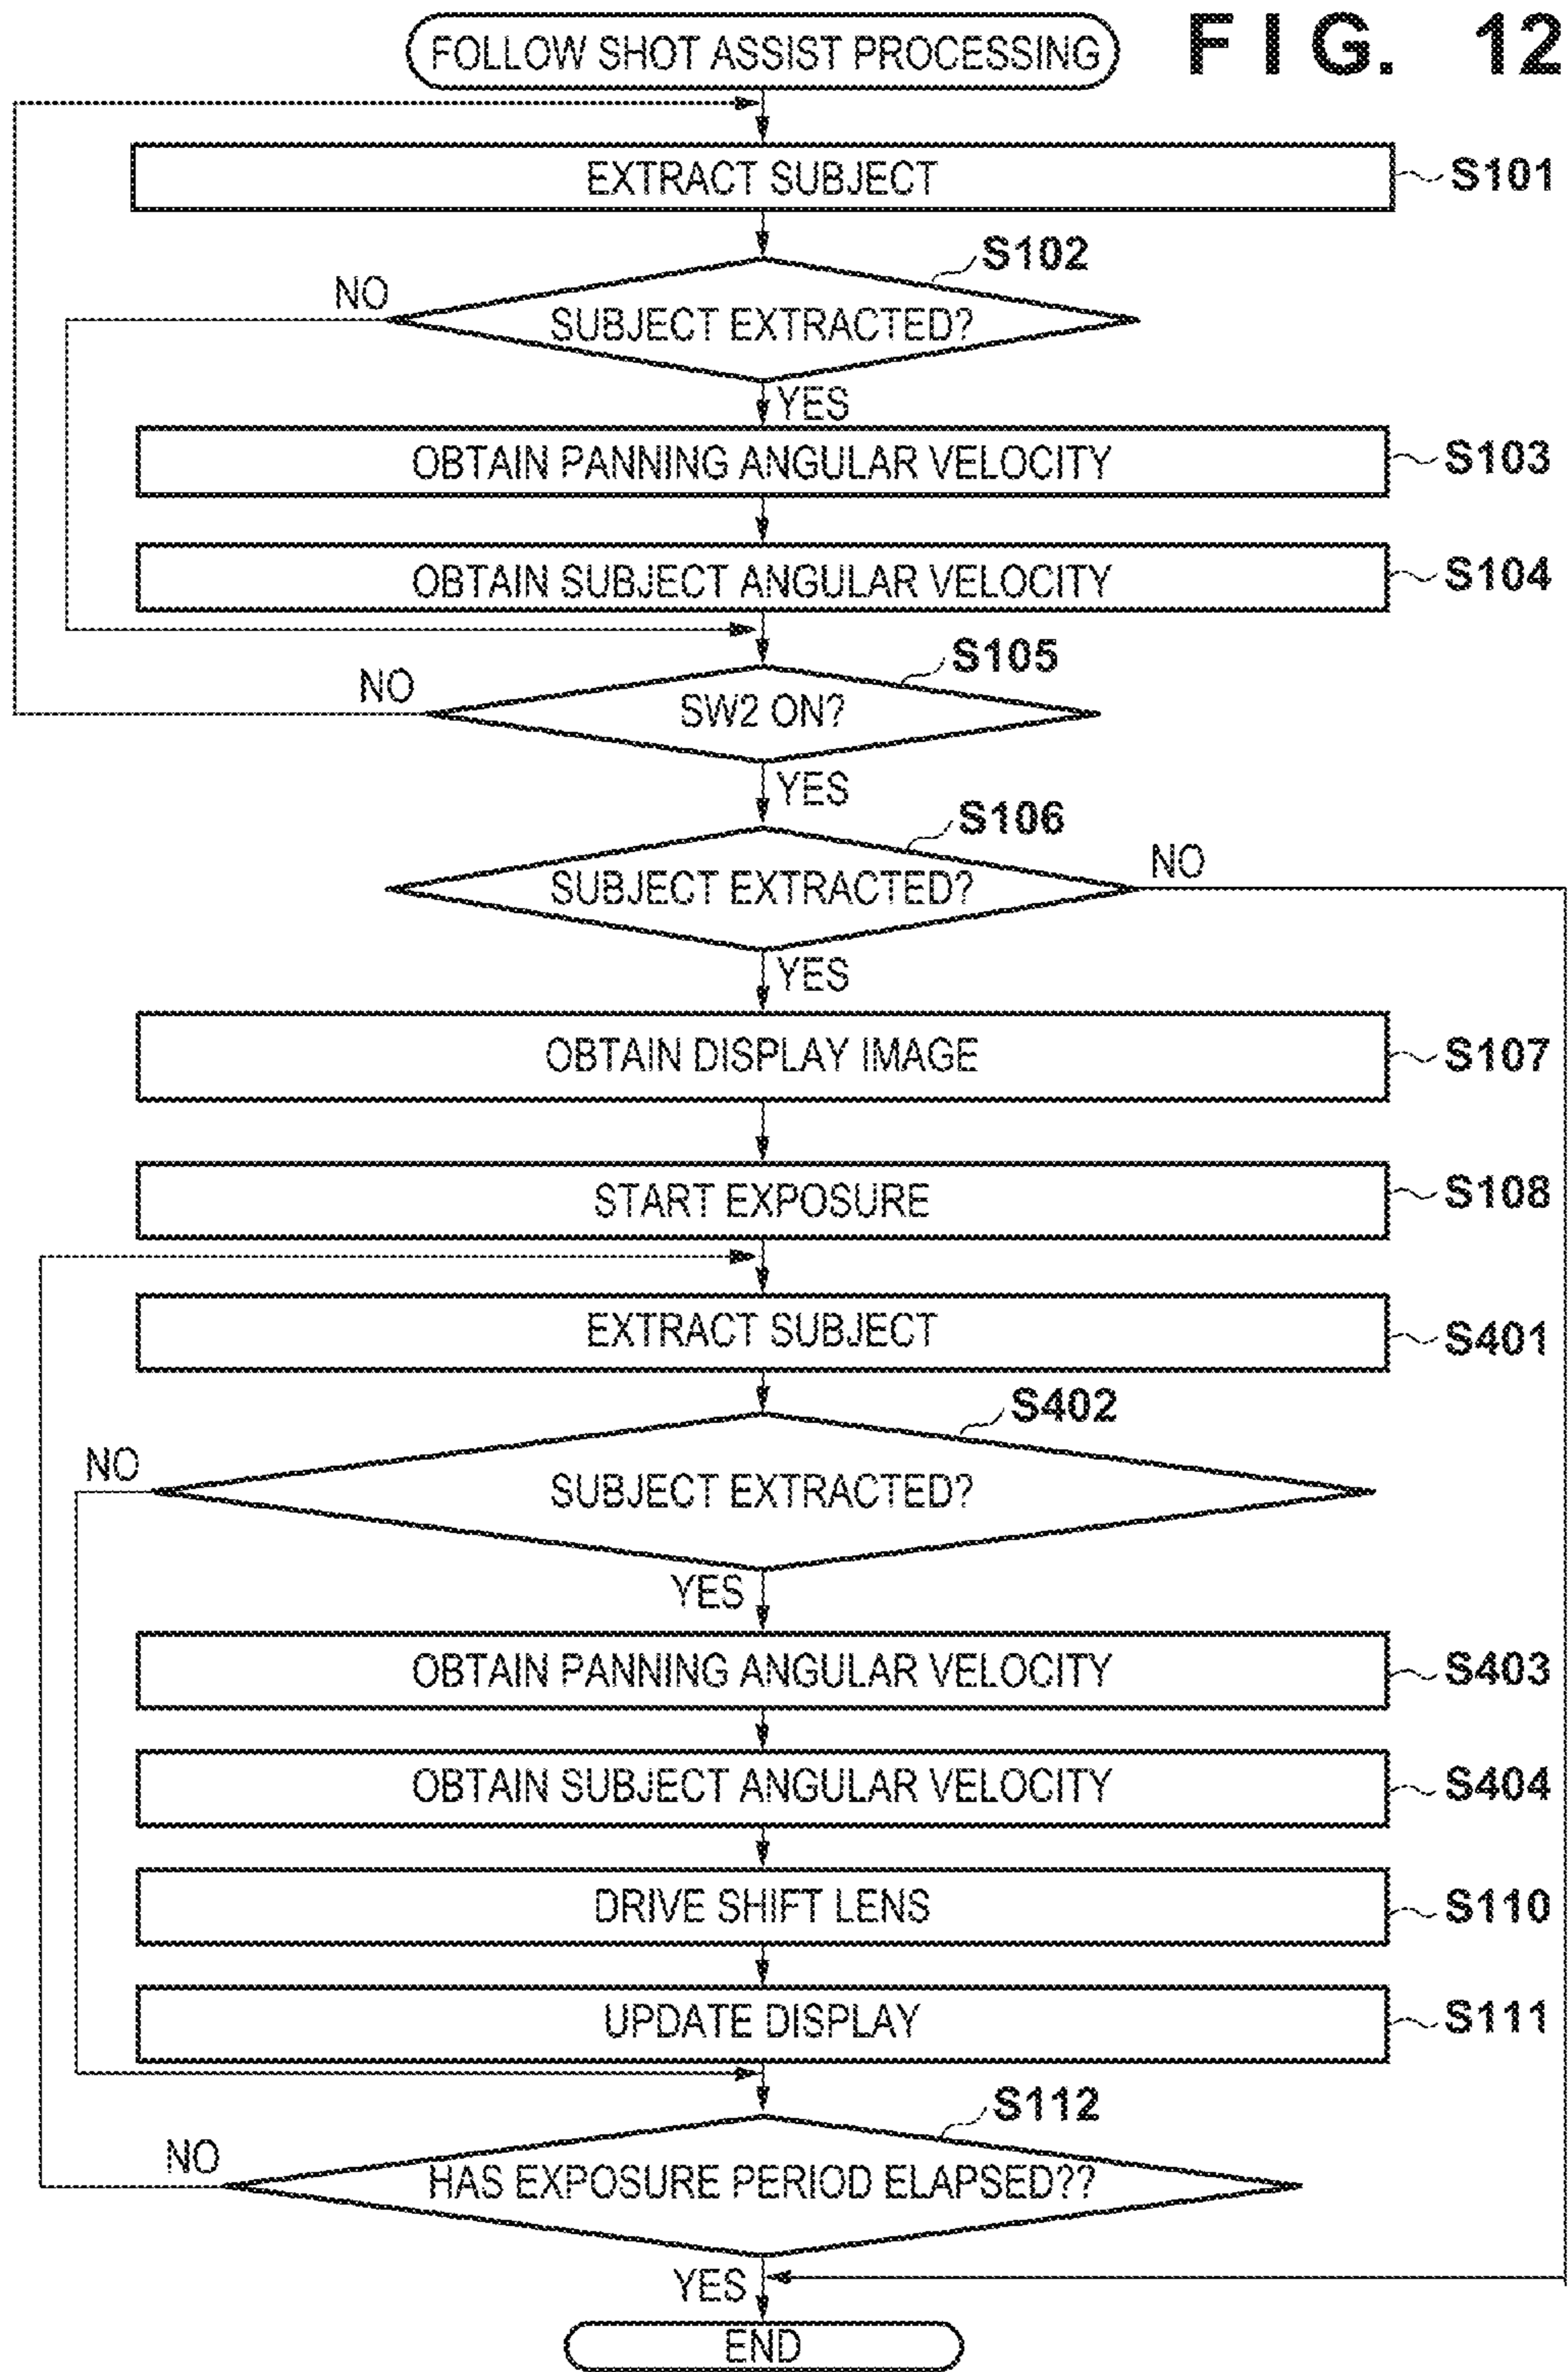 FOLLOW SHOT ASSIST PROCESSING
FIG. 12
EXTRACT SUBJECT
S101
S102
NO
SUBJECT EXTRACTED?
YES
OBTAIN PANNING ANGULAR VELOCITY
S103
OBTAIN SUBJECT ANGULAR VELOCITY
S104
S105
NO
SW2 ON?
YES
S106
NO
SUBJECT EXTRACTED?
YES
OBTAIN DISPLAY IMAGE
S107
START EXPOSURE
S108
EXTRACT SUBJECT
S401
S402
NO
SUBJECT EXTRACTED?
YES
OBTAIN PANNING ANGULAR VELOCITY
S403
OBTAIN SUBJECT ANGULAR VELOCITY
S404
DRIVE SHIFT LENS
S110
UPDATE DISPLAY
S111
S112
NO
HAS EXPOSURE PERIOD ELAPSED??
YES
END